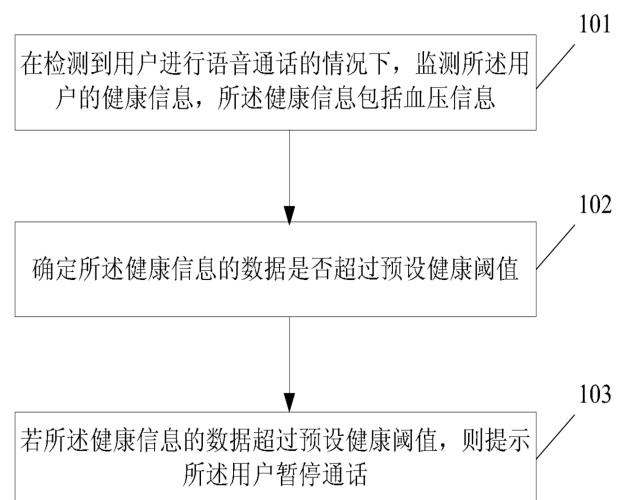 101
在检测到用户进行语音通话的情况下，监测所述用
户的健康信息，所述健康信息包括血压信息
102
确定所述健康信息的数据是否超过预设健康阈值
103
若所述健康信息的数据超过预设健康阈值，则提示
所述用户暂停通话